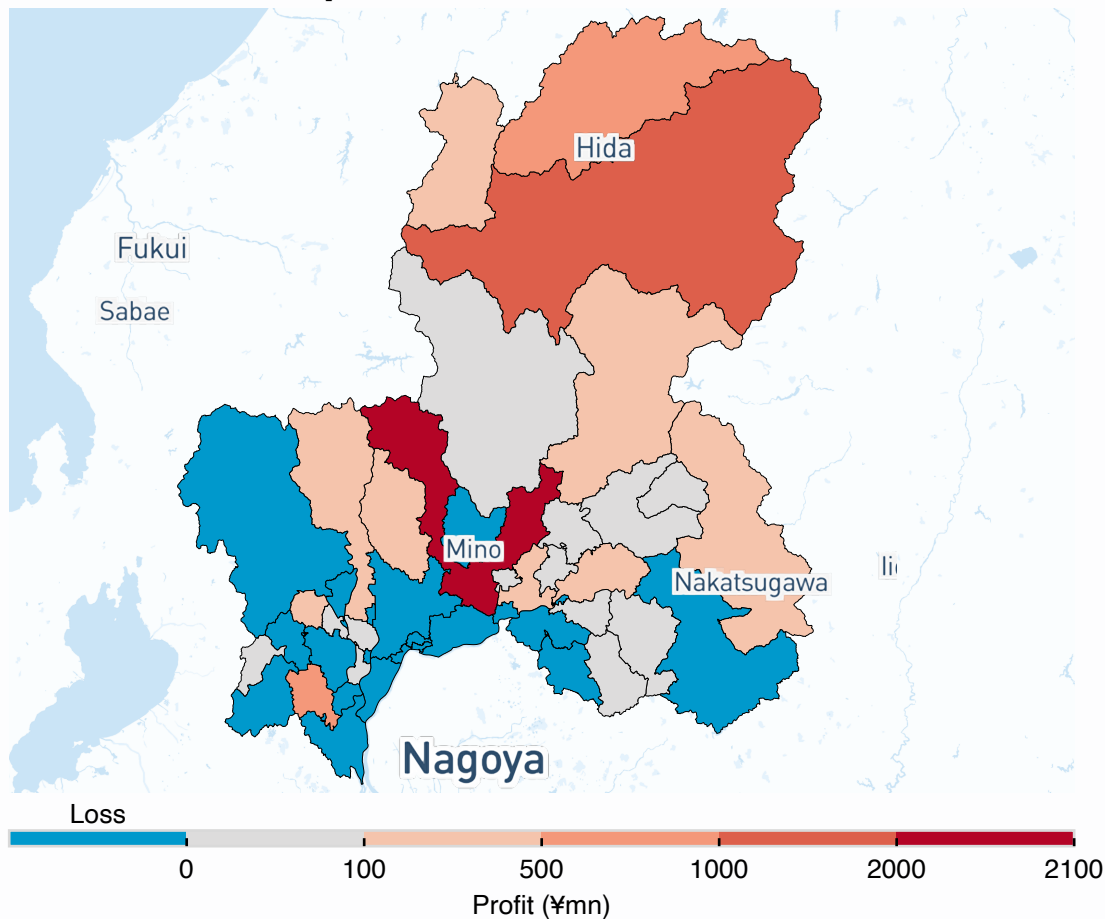 Hida
Fukui
Sabae
Mino
Nakatsugawa
Nagoya
Loss
0
100
500
1000
2000
2100
Profit (¥mn)